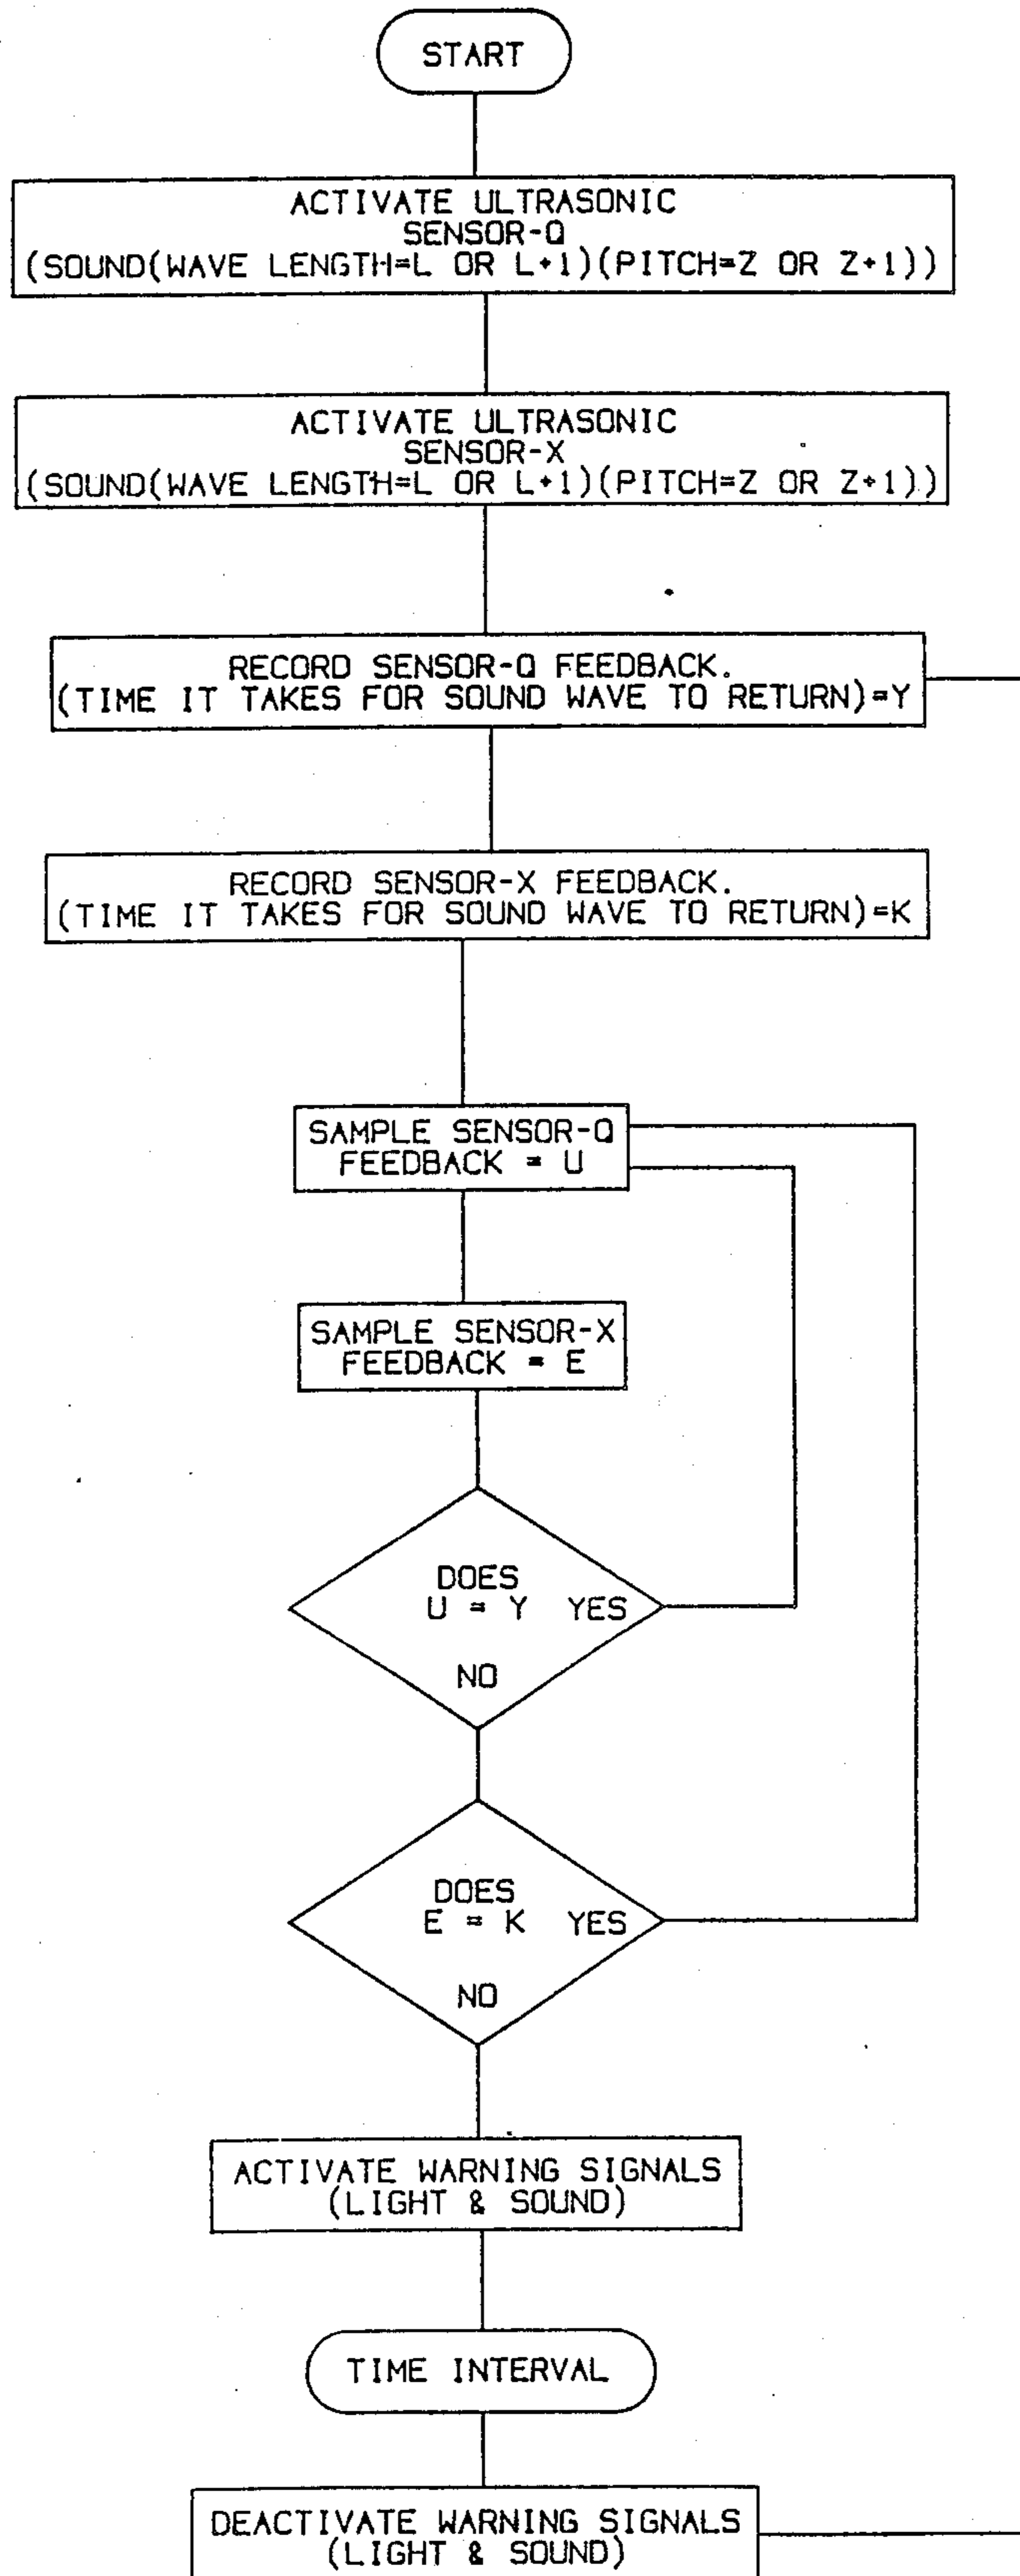 START
ACTIVATE ULTRASONIC
SENSOR-Q
(SOUND(WAVE LENGTH=L OR L+1)(PITCH=Z OR Z+1))
ACTIVATE ULTRASONIC
SENSOR-X
(SOUND(WAVE LENGTH=L OR L+1)(PITCH=Z OR Z+1))
RECORD SENSOR-Q FEEDBACK.
(TIME IT TAKES FOR SOUND WAVE TO RETURN)=Y
RECORD SENSOR-X FEEDBACK.
(TIME IT TAKES FOR SOUND WAVE TO RETURN)=K
SAMPLE SENSOR-Q
FEEDBACK = U
SAMPLE SENSOR-X
FEEDBACK = E
DOES
U = Y YES
NO
DOES
E = K YES
NO
ACTIVATE WARNING SIGNALS
(LIGHT & SOUND)
TIME INTERVAL
DEACTIVATE WARNING SIGNALS
(LIGHT & SOUND)